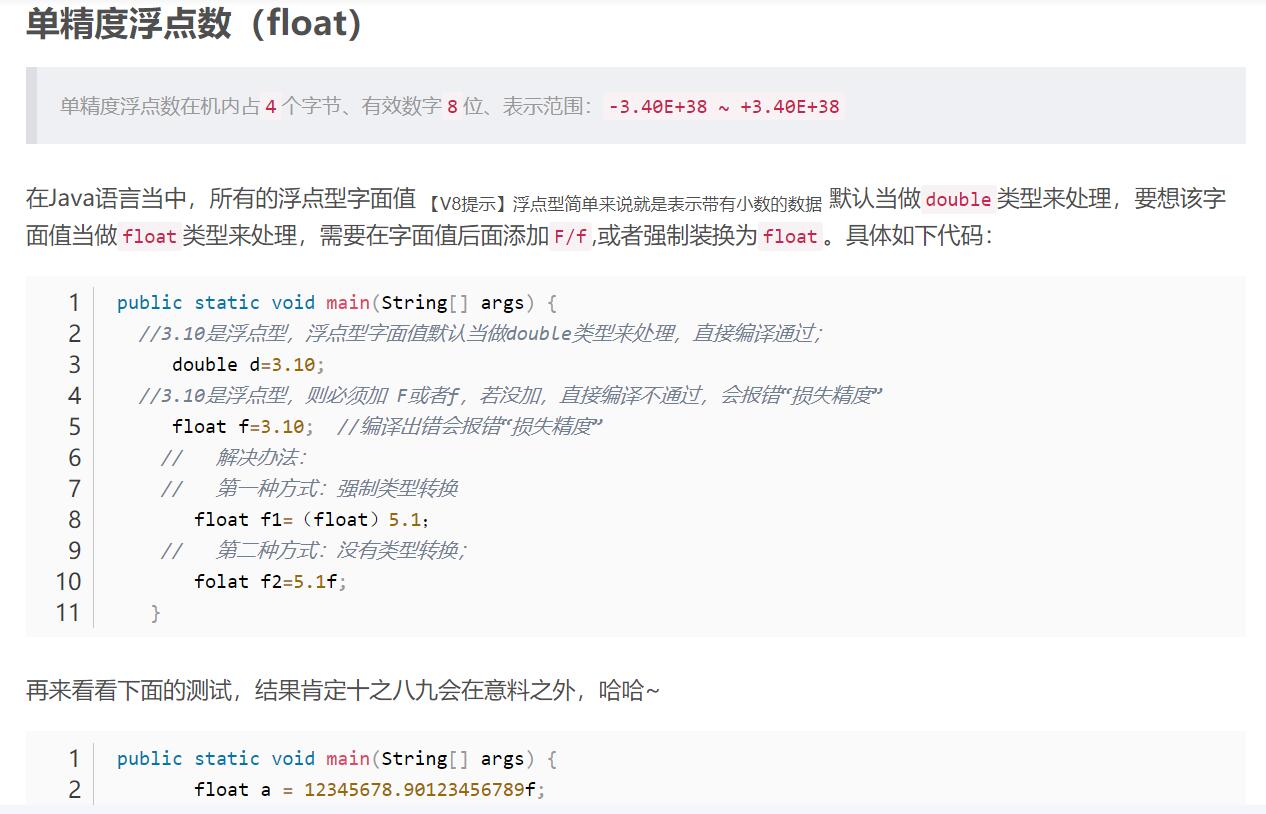 单精度浮点数（float）
单精度浮点数在机内占 4 个字节、有效数字 8 位、表示范围： -3.40E+38 ~ +3.40E+38
在Java语言当中，所有的浮点型字面值 【V8提示】浮点型简单来说就是表示带有小数的数据 默认当做 double 类型来处理，要想该字
面值当做 float 类型来处理，需要在字面值后面添加 F/f ,或者强制装换为 float 。具体如下代码：
1 public static void main(String[] args) {
2 //3.10是浮点型，浮点型字面值默认当做double类型来处理，直接编译通过；
3 double d=3.10;
4 //3.10是浮点型，则必须加 F或者f，若没加，直接编译不通过，会报错“损失精度”
5 float f=3.10; //编译出错会报错“损失精度”
6 // 解决办法：
7 // 第一种方式：强制类型转换
8 float f1=（float）5.1；
9 // 第二种方式：没有类型转换；
10 folat f2=5.1f;
11 }
再来看看下面的测试，结果肯定十之八九会在意料之外，哈哈~
1 public static void main(String[] args) {
2 float a = 12345678.90123456789f;